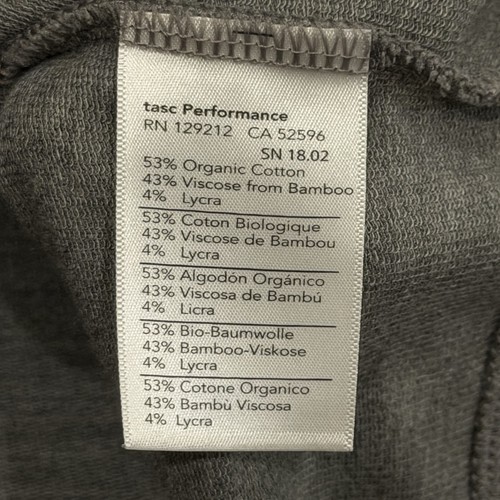 tasc Performance
RN 129212 CA 52596
SN 18.02
53% Organic Cotton
43% Viscose from Bamboo
4% Lycra
53% Coton Biologique
43% Viscose de Bambou
4% Lycra
53% Algodón Orgánico
43% Viscosa de Bambú
4% Licra
53% Bio-Baumwolle
43% Bamboo-Viskose
4% Lycra
53% Cotone Organico
43% Bambù Viscosa
4% Lycra